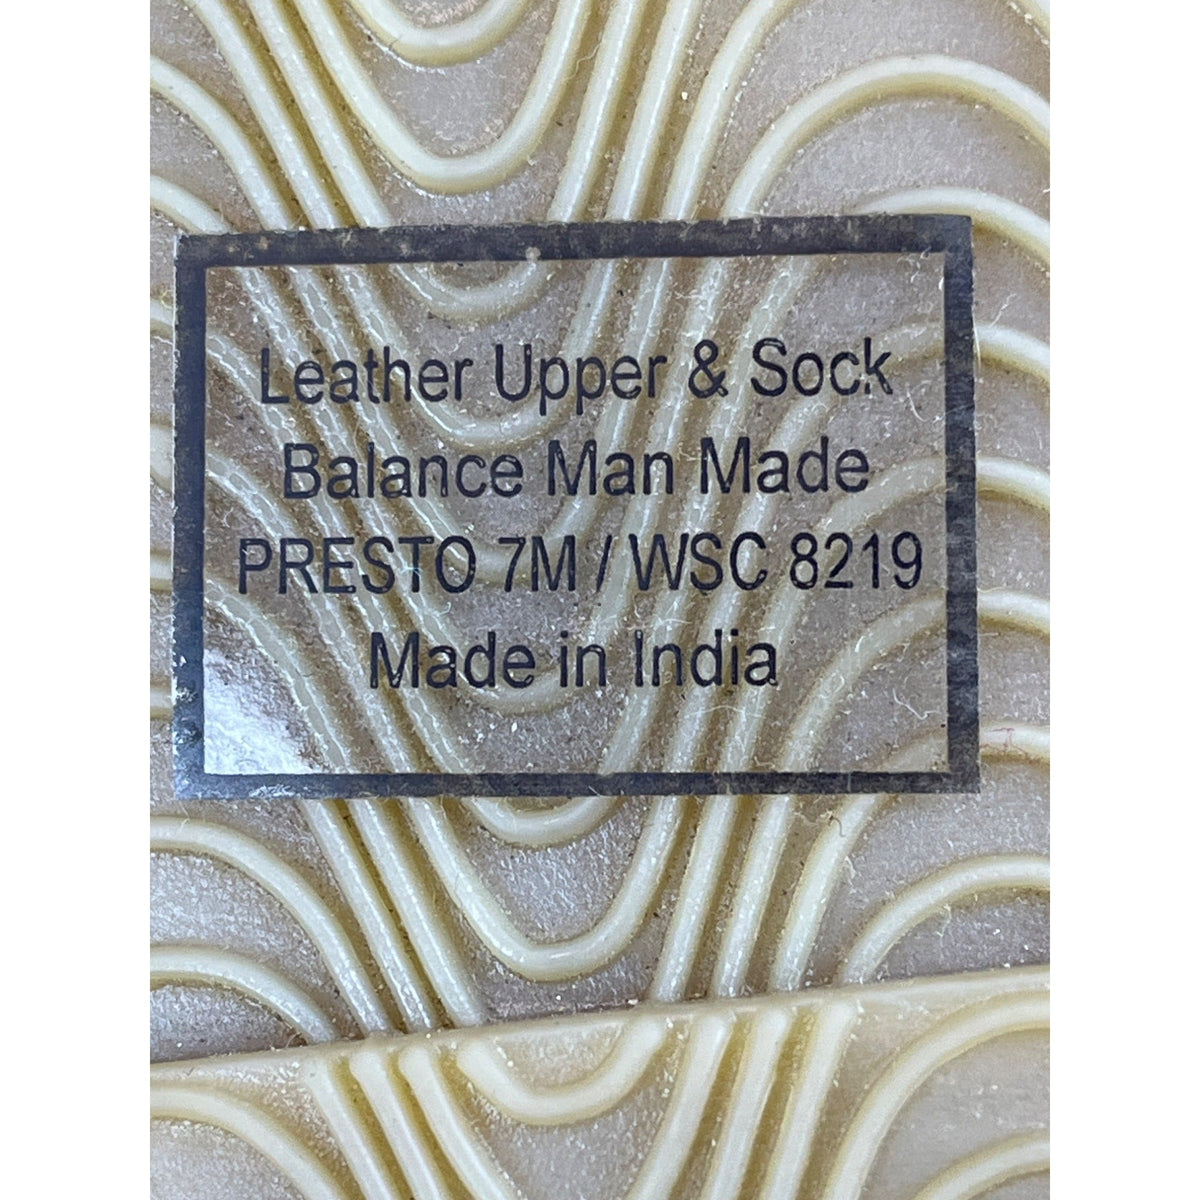 Leather Upper & Sock
Balance Man Made
PRESTO 7M / WSC 8219
Made in India